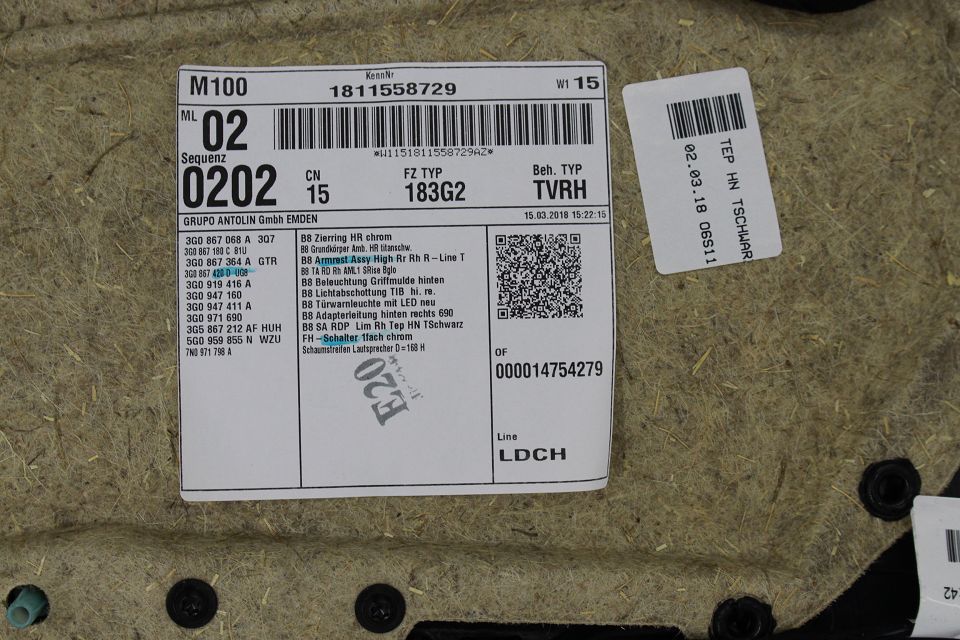 M100
KennNr
1811558729
W1 15
ML
02
*W1151811558729AZ*
Sequenz
0202
CN
15
FZ TYP
183G2
Beh. TYP
TVRH
GRUPO ANTOLIN Gmbh EMDEN
15.03.2018 15:22:15
3G0 867 068 A 3Q7
3G0 867 180 C 81U
3G0 867 364 A GTR
3G0 867 420 D UGB
3G0 919 416 A
3G0 947 160
3G0 947 411 A
3G0 971 690
3G5 867 212 AF HUH
5G0 959 855 N WZU
7N0 971 798 A
B8 Zierring HR chrom
B8 Grundkörper Amb. HR titanschw.
B8 Armrest Assy High Rr Rh R-Line T
B8 TA RD Rh AML1 SRise Bglo
B8 Beleuchtung Griffmulde hinten
B8 Lichtabschottung TIB hi. re.
B8 Türwarnleuchte mit LED neu
B8 Adapterleitung hinten rechts 690
B8 SA RDP Lim Rh Tep HN TSchwarz
FH-Schalter 1fach chrom
Schaumstreifen Lautsprecher D=168 H
E20
OF
000014754279
Line
LDCH
TEP HN TSCHWAR
02.03.18 06S11